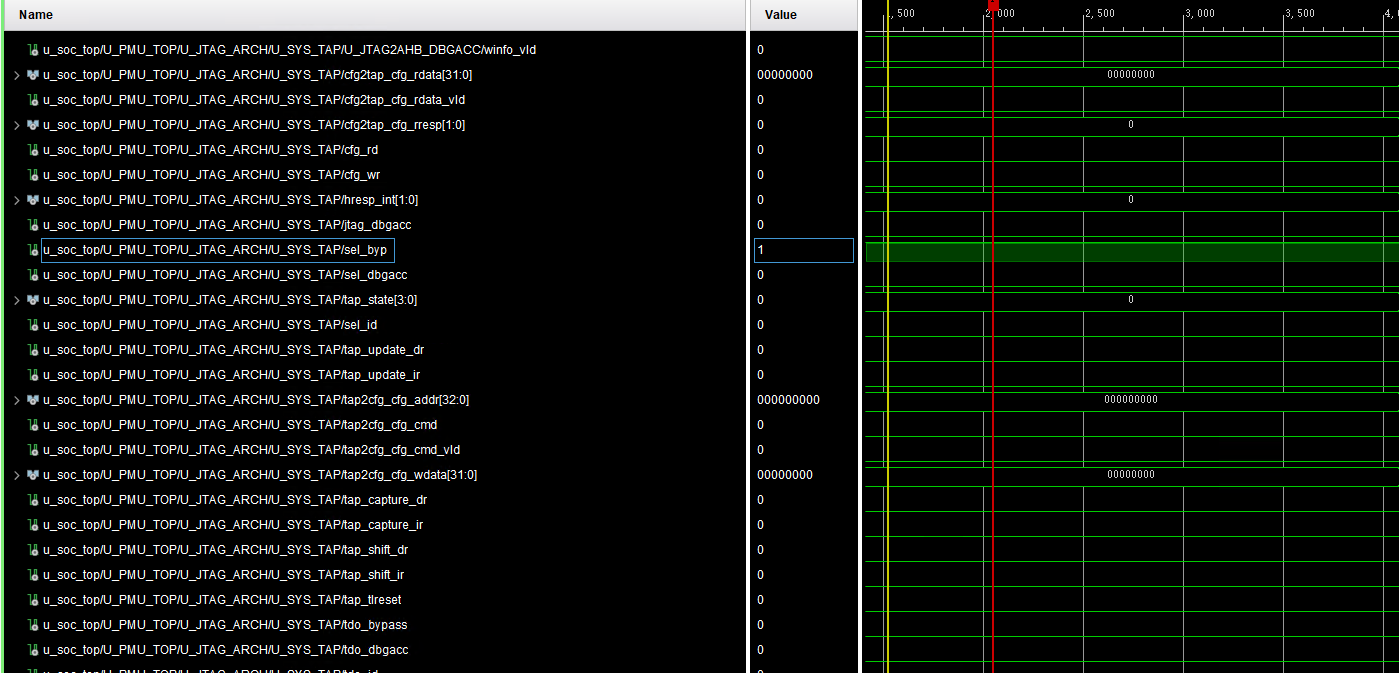 Name Value ,500 2,000 2,500 3,000 3,500 4,
u_soc_top/U_PMU_TOP/U_JTAG_ARCH/U_SYS_TAP/U_JTAG2AHB_DBGACC/winfo_vld 0
u_soc_top/U_PMU_TOP/U_JTAG_ARCH/U_SYS_TAP/cfg2tap_cfg_rdata[31:0] 00000000 00000000
u_soc_top/U_PMU_TOP/U_JTAG_ARCH/U_SYS_TAP/cfg2tap_cfg_rdata_vld 0
u_soc_top/U_PMU_TOP/U_JTAG_ARCH/U_SYS_TAP/cfg2tap_cfg_rresp[1:0] 0 0
u_soc_top/U_PMU_TOP/U_JTAG_ARCH/U_SYS_TAP/cfg_rd 0
u_soc_top/U_PMU_TOP/U_JTAG_ARCH/U_SYS_TAP/cfg_wr 0
u_soc_top/U_PMU_TOP/U_JTAG_ARCH/U_SYS_TAP/hresp_int[1:0] 0 0
u_soc_top/U_PMU_TOP/U_JTAG_ARCH/U_SYS_TAP/jtag_dbgacc 0
u_soc_top/U_PMU_TOP/U_JTAG_ARCH/U_SYS_TAP/sel_byp 1
u_soc_top/U_PMU_TOP/U_JTAG_ARCH/U_SYS_TAP/sel_dbgacc 0
u_soc_top/U_PMU_TOP/U_JTAG_ARCH/U_SYS_TAP/tap_state[3:0] 0 0
u_soc_top/U_PMU_TOP/U_JTAG_ARCH/U_SYS_TAP/sel_id 0
u_soc_top/U_PMU_TOP/U_JTAG_ARCH/U_SYS_TAP/tap_update_dr 0
u_soc_top/U_PMU_TOP/U_JTAG_ARCH/U_SYS_TAP/tap_update_ir 0
u_soc_top/U_PMU_TOP/U_JTAG_ARCH/U_SYS_TAP/tap2cfg_cfg_addr[32:0] 000000000 000000000
u_soc_top/U_PMU_TOP/U_JTAG_ARCH/U_SYS_TAP/tap2cfg_cfg_cmd 0
u_soc_top/U_PMU_TOP/U_JTAG_ARCH/U_SYS_TAP/tap2cfg_cfg_cmd_vld 0
u_soc_top/U_PMU_TOP/U_JTAG_ARCH/U_SYS_TAP/tap2cfg_cfg_wdata[31:0] 00000000 00000000
u_soc_top/U_PMU_TOP/U_JTAG_ARCH/U_SYS_TAP/tap_capture_dr 0
u_soc_top/U_PMU_TOP/U_JTAG_ARCH/U_SYS_TAP/tap_capture_ir 0
u_soc_top/U_PMU_TOP/U_JTAG_ARCH/U_SYS_TAP/tap_shift_dr 0
u_soc_top/U_PMU_TOP/U_JTAG_ARCH/U_SYS_TAP/tap_shift_ir 0
u_soc_top/U_PMU_TOP/U_JTAG_ARCH/U_SYS_TAP/tap_tlreset 0
u_soc_top/U_PMU_TOP/U_JTAG_ARCH/U_SYS_TAP/tdo_bypass 0
u_soc_top/U_PMU_TOP/U_JTAG_ARCH/U_SYS_TAP/tdo_dbgacc 0